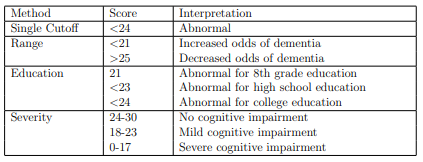 Method Score Interpretation
Single Cutoff <24 Abnormal
Range <21 Increased odds of dementia
>25 Decreased odds of dementia
Education 21 Abnormal for 8th grade education
<23 Abnormal for high school education
<24 Abnormal for college education
Severity 24-30 No cognitive impairment
18-23 Mild cognitive impairment
0-17 Severe cognitive impairment